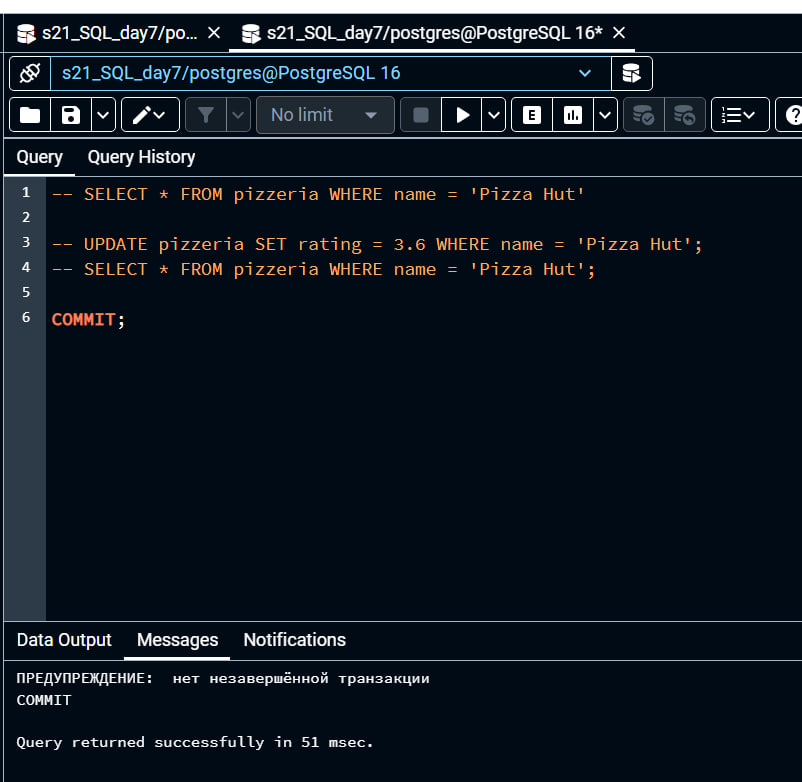 s21_SQL_day7/po... s21_SQL_day7/postgres@PostgreSQL 16*
s21_SQL_day7/postgres@PostgreSQL 16
No limit E
Query Query History
1 -- SELECT * FROM pizzeria WHERE name = 'Pizza Hut'
2
3 -- UPDATE pizzeria SET rating = 3.6 WHERE name = 'Pizza Hut';
4 -- SELECT * FROM pizzeria WHERE name = 'Pizza Hut';
5
6 COMMIT;
Data Output Messages Notifications
ПРЕДУПРЕЖДЕНИЕ:  нет незавершённой транзакции
COMMIT
Query returned successfully in 51 msec.